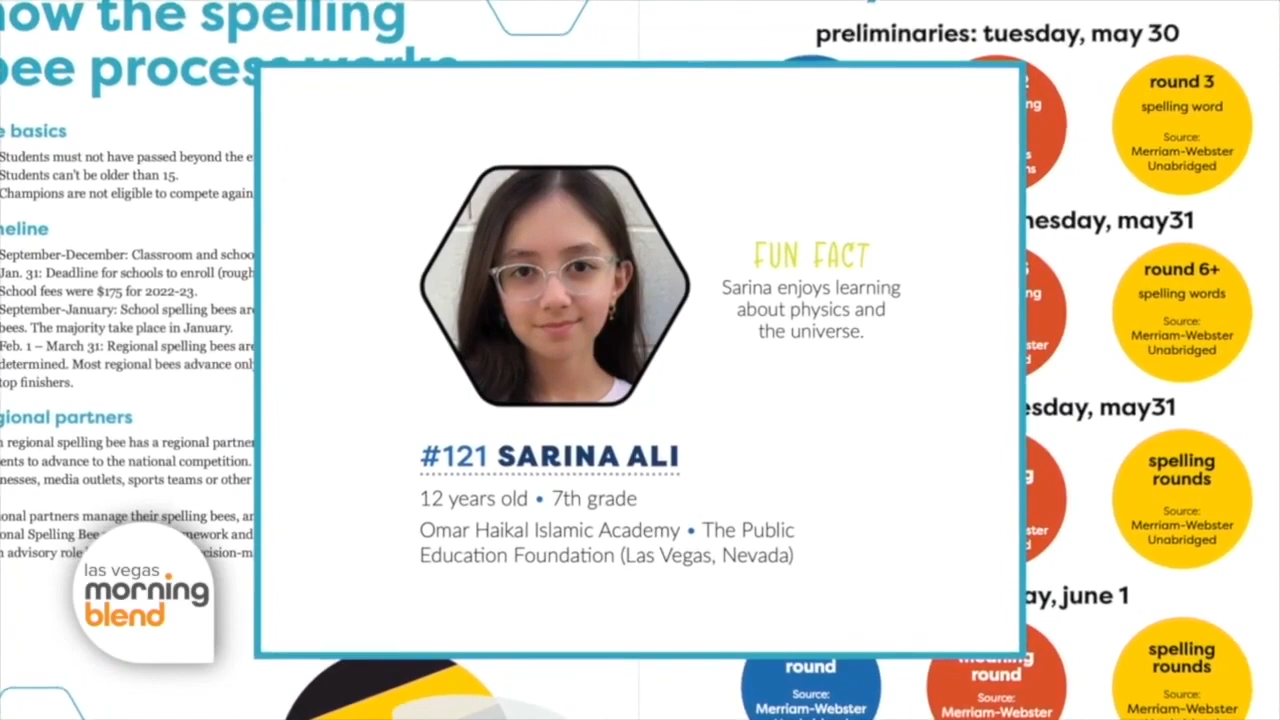 how the spelling
bee process works
basics
Students must not have passed beyond the
Students can't be older than 15.
Champions are not eligible to compete again
September-December: Classroom and
Jan. 31: Deadline for schools to enroll
School fees were $175 for 2022-23.
September-January: School spelling bees are
bees. The majority take place in January.
Feb. 1 – March 31: Regional spelling bees are
determined. Most regional bees advance only
top finishers.
partners
regional spelling bee has a regional partner
to advance to the national competition.
media outlets, sports teams or other
partners manage their spelling bees,
Spelling Bee
advisory role
las vegas
morning
blend
FUN FACT
Sarina enjoys learning
about physics and
the universe.
#121 SARINA ALI
12 years old • 7th grade
Omar Haikal Islamic Academy • The Public
Education Foundation (Las Vegas, Nevada)
preliminaries: tuesday, may 30
round 3
spelling word
Source:
Merriam-Webster
Unabridged
may31
round 6+
spelling words
Source:
Merriam-Webster
Unabridged
may31
spelling
rounds
Source:
Merriam-Webster
Unabridged
june 1
round
Source:
Merriam-Webster
meaning
round
Source:
Merriam-Webster
spelling
rounds
Source:
Merriam-Webster
Unabridged